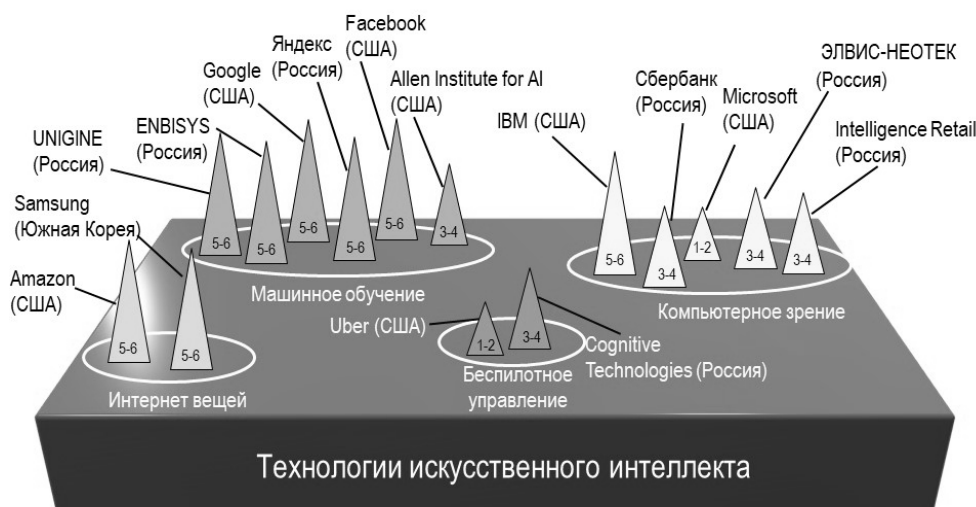 Facebook
(США)
Яндекс
(Россия)
Google
(США)
Allen Institute for AI
(США)
ENBISYS
(Россия)
UNIGINE
(Россия)
Samsung
(Южная Корея)
Amazon
(США)
IBM (США)
Сбербанк
(Россия)
Microsoft
(США)
ЭЛВИС-НЕОТЕК
(Россия)
Intelligence Retail
(Россия)
5-6
5-6
5-6
5-6
5-6
3-4
Машинное обучение
5-6
3-4
1-2
3-4
3-4
Компьютерное зрение
5-6
5-6
Интернет вещей
Uber (США)
1-2
3-4
Cognitive
Technologies (Россия)
Беспилотное
управление
Технологии искусственного интеллекта